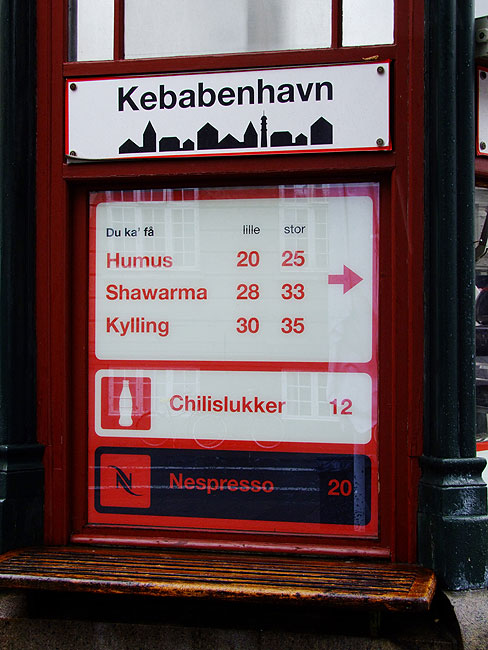 Kebabenhavn
Du ka' få lille stor
Humus 20 25
Shawarma 28 33
Kylling 30 35
Chilislukker 12
N Nespresso 20